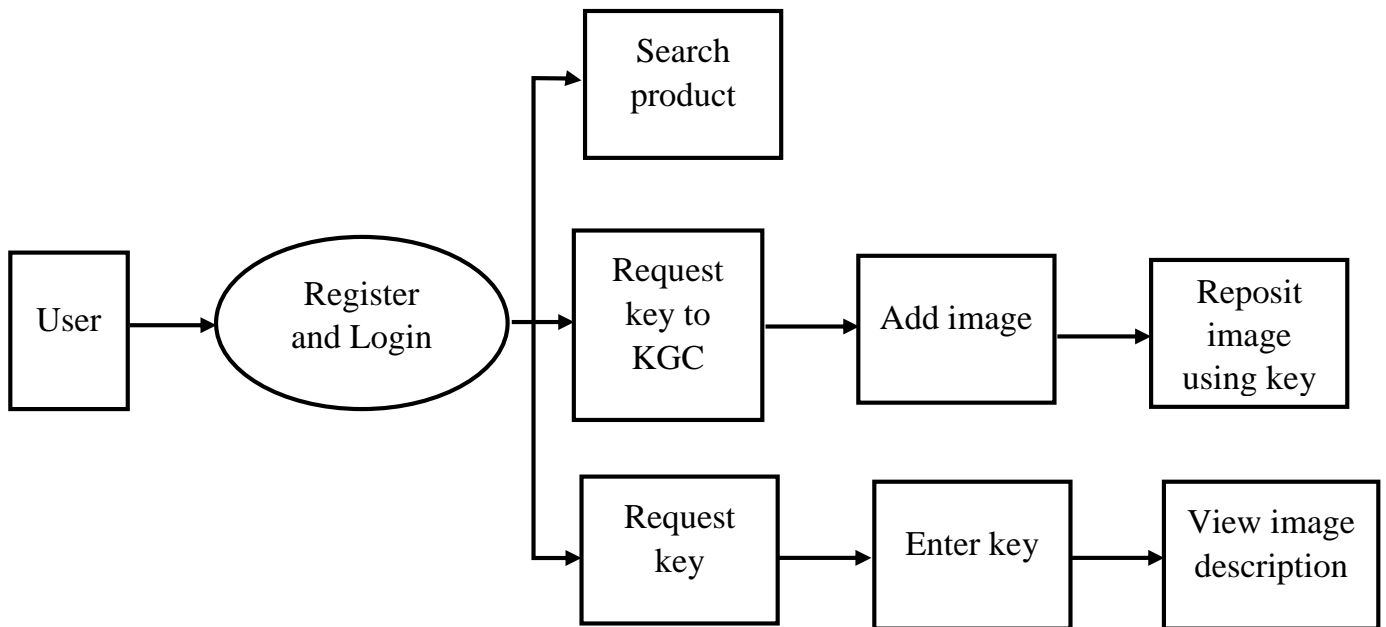 Search
product
User
Register
and Login
Request
key to
KGC
Add image
Reposit
image
using key
Request
key
Enter key
View image
description